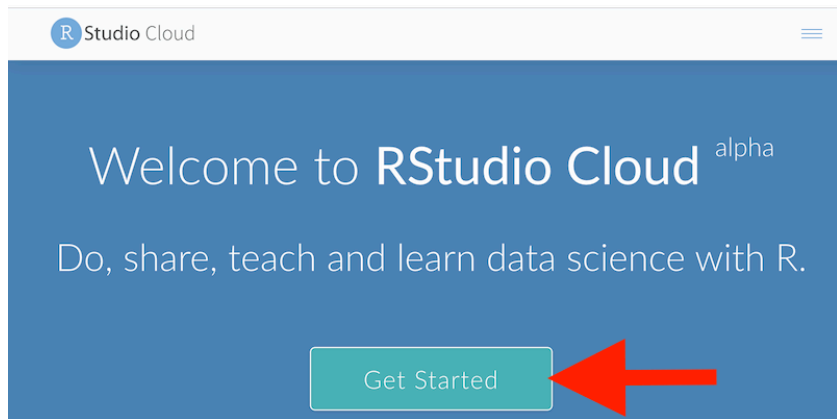 R Studio Cloud
Welcome to RStudio Cloud alpha
Do, share, teach and learn data science with R.
Get Started